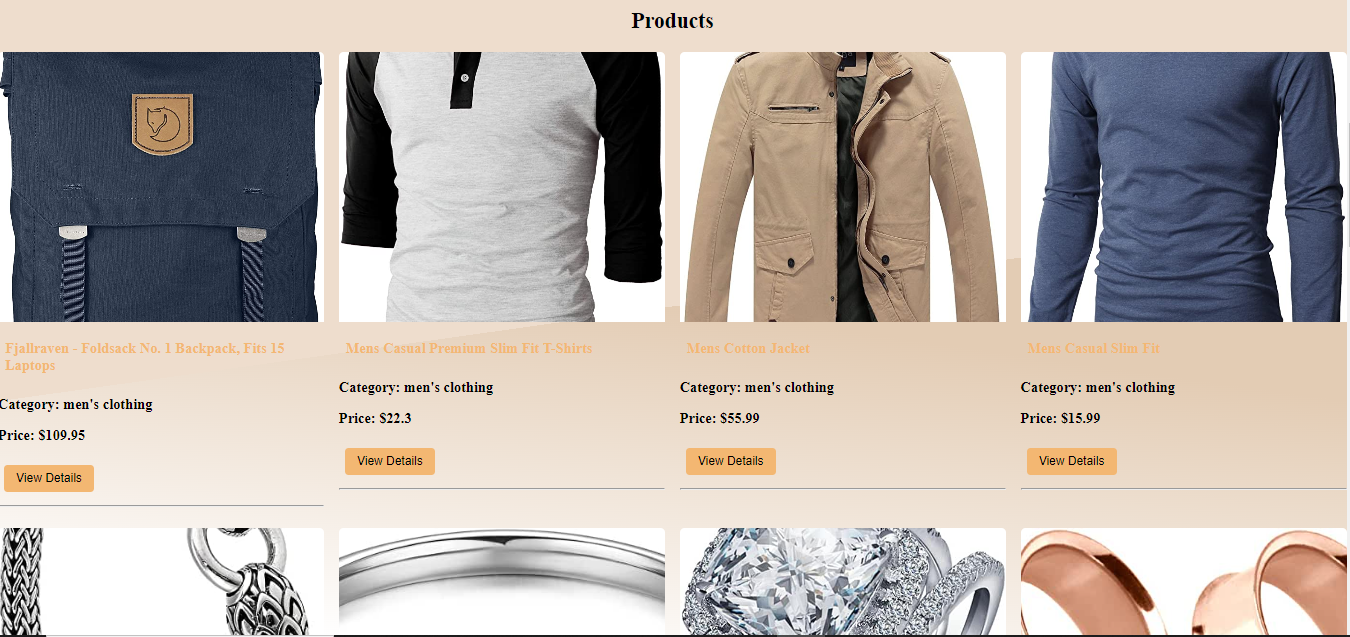 Products
Fjallraven - Foldsack No. 1 Backpack, Fits 15
Laptops
Category: men's clothing
Price: $109.95
View Details
Mens Casual Premium Slim Fit T-Shirts
Category: men's clothing
Price: $22.3
View Details
Mens Cotton Jacket
Category: men's clothing
Price: $55.99
View Details
Mens Casual Slim Fit
Category: men's clothing
Price: $15.99
View Details